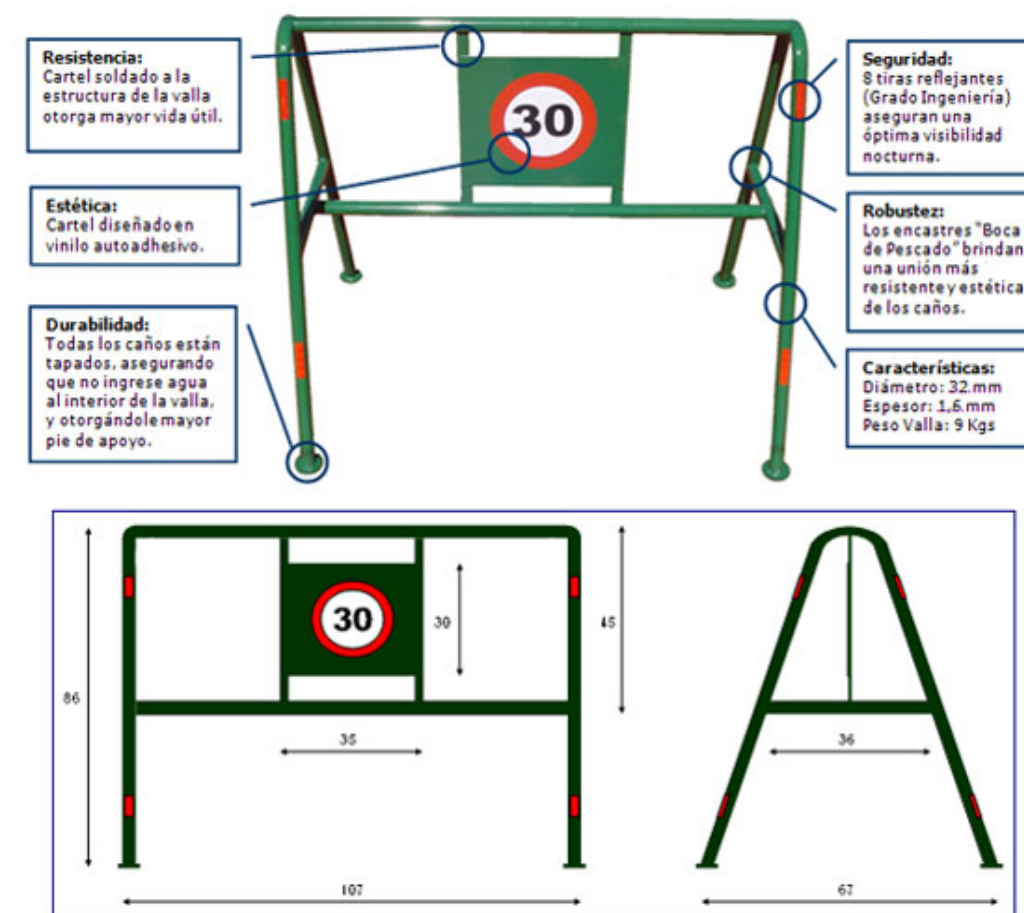 Resistencia:
Cartel soldado a la
estructura de la valla
otorga mayor vida útil.
Estética:
Cartel diseñado en
vinilo autoadhesivo.
Durabilidad:
Todas los caños están
tapados, asegurando
que no ingrese agua
al interior de la valla,
y otorgándole mayor
pie de apoyo.
30
Seguridad:
8 tiras reflejantes
(Grado Ingeniería)
aseguran una
óptima visibilidad
nocturna.
Robustez:
Los encastres "Boca
de Pescado" brindan
una unión más
resistente y estética
de los caños.
Características:
Diámetro: 32 mm
Espesor: 1,6 mm
Peso Valla: 9 Kgs
30
30
45
86
35
36
107
67